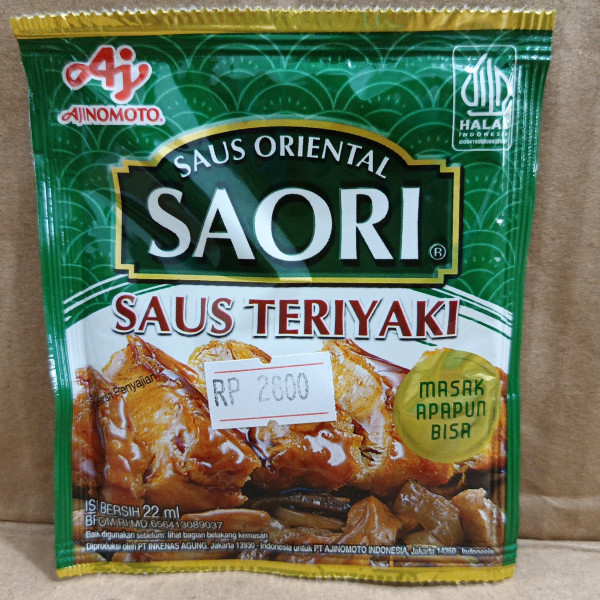 AJINOMOTO®
HALAL
INDONESIA
SAUS ORIENTAL
SAORI®
SAUS TERIYAKI
RP 2600
Penyajian
MASAK
APAPUN
BISA
ISI BERSIH 22 ml
BPOM RI MD. 656413089037
Baik digunakan sebelum: lihat bagian belakang kemasan
Diproduksi oleh PT INKENAS AGUNG, Jakarta 13930 - Indonesia untuk PT AJINOMOTO INDONESIA, Jakarta 14350 - Indonesia